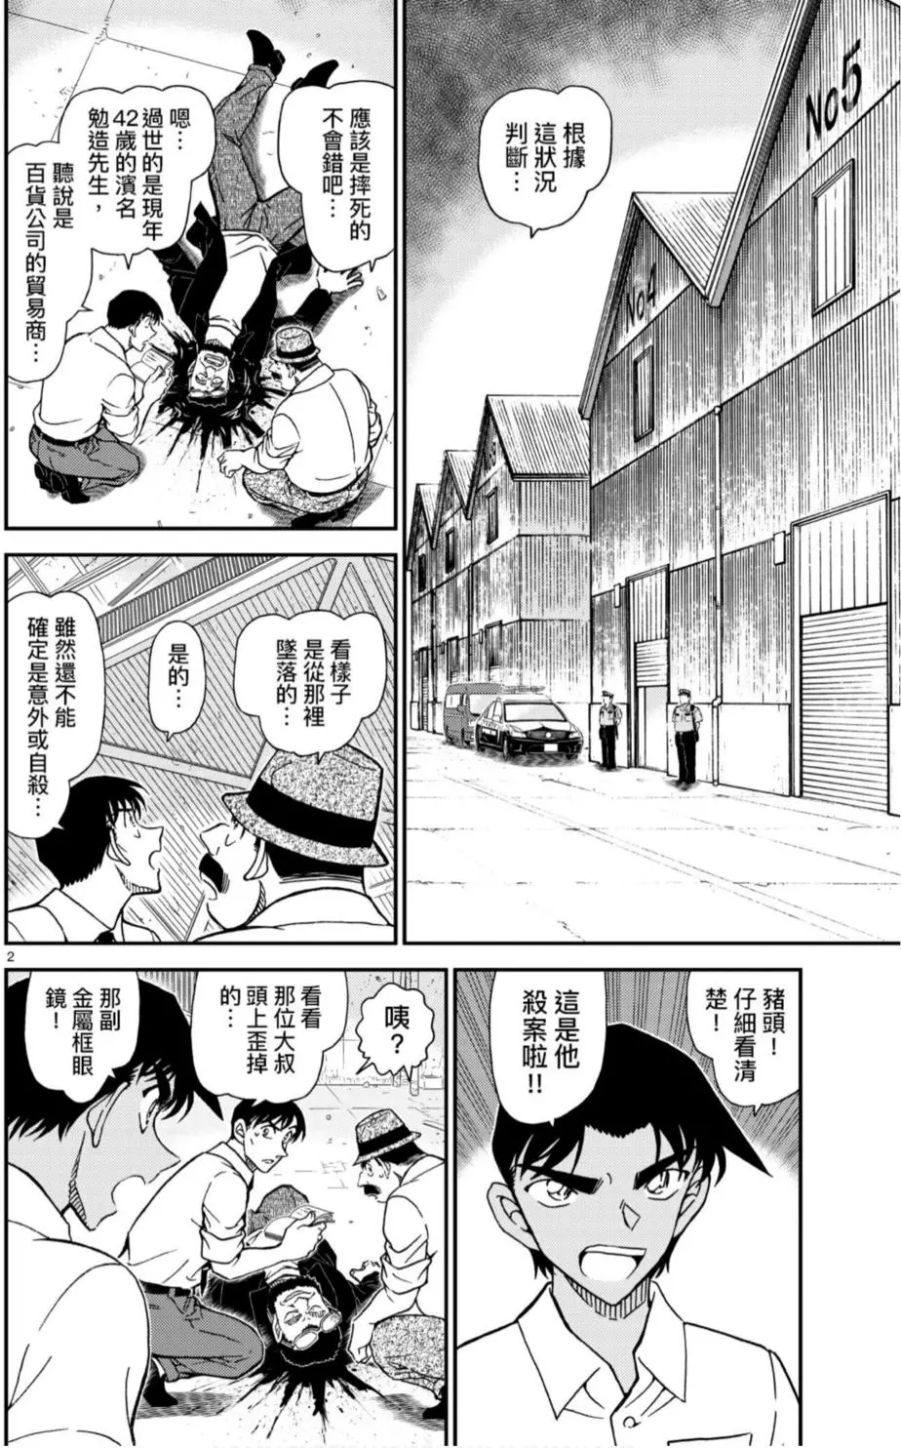 No5
No4
根據
這狀況
判斷…
應該是摔死的
不會錯吧…
嗯…
過世的是現年
42歲的濱名
勉造先生，
聽說是
百貨公司的貿易商…
看樣子
是從那裡
墜落的…
是的…
雖然還不能
確定是意外或自殺…
2
豬頭！
仔細看清
楚！
這是他
殺案啦!!
咦？
看看
那位大叔
頭上歪掉
的…
那副
金屬框眼
鏡！